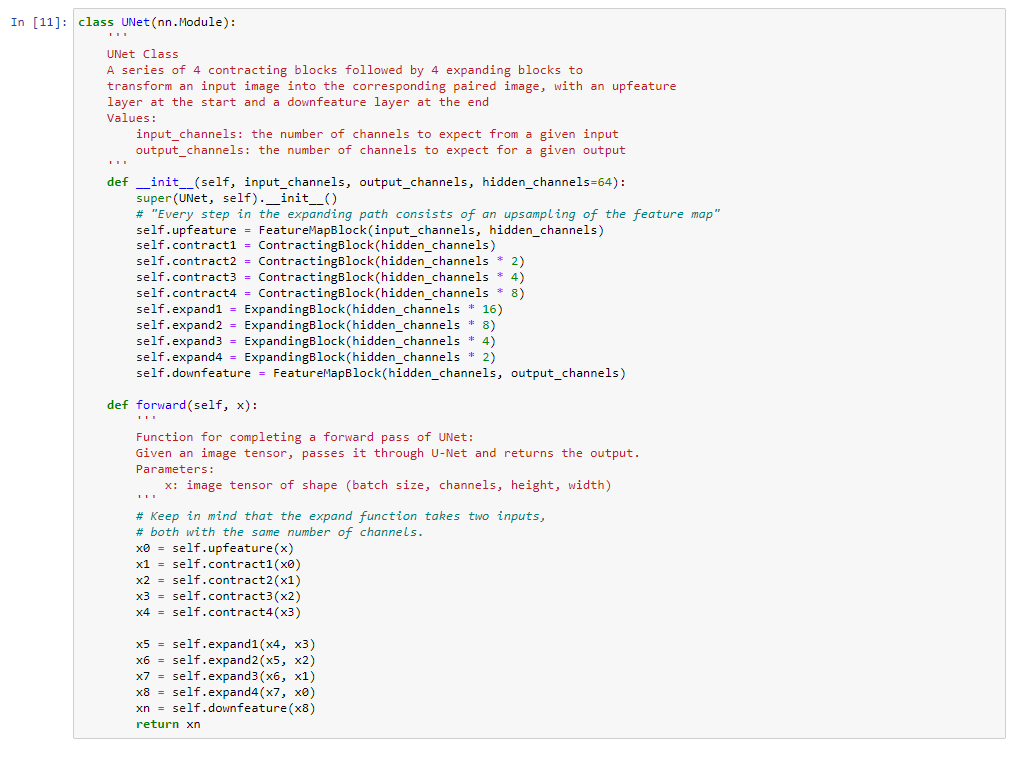 In [11]: class UNet(nn.Module):
    '''
    UNet Class
    A series of 4 contracting blocks followed by 4 expanding blocks to
    transform an input image into the corresponding paired image, with an upfeature
    layer at the start and a downfeature layer at the end
    Values:
        input_channels: the number of channels to expect from a given input
        output_channels: the number of channels to expect for a given output
    '''
    def __init__(self, input_channels, output_channels, hidden_channels=64):
        super(UNet, self).__init__()
        # "Every step in the expanding path consists of an upsampling of the feature map"
        self.upfeature = FeatureMapBlock(input_channels, hidden_channels)
        self.contract1 = ContractingBlock(hidden_channels)
        self.contract2 = ContractingBlock(hidden_channels * 2)
        self.contract3 = ContractingBlock(hidden_channels * 4)
        self.contract4 = ContractingBlock(hidden_channels * 8)
        self.expand1 = ExpandingBlock(hidden_channels * 16)
        self.expand2 = ExpandingBlock(hidden_channels * 8)
        self.expand3 = ExpandingBlock(hidden_channels * 4)
        self.expand4 = ExpandingBlock(hidden_channels * 2)
        self.downfeature = FeatureMapBlock(hidden_channels, output_channels)

    def forward(self, x):
        '''
        Function for completing a forward pass of UNet:
        Given an image tensor, passes it through U-Net and returns the output.
        Parameters:
            x: image tensor of shape (batch size, channels, height, width)
        '''
        # Keep in mind that the expand function takes two inputs,
        # both with the same number of channels.
        x0 = self.upfeature(x)
        x1 = self.contract1(x0)
        x2 = self.contract2(x1)
        x3 = self.contract3(x2)
        x4 = self.contract4(x3)

        x5 = self.expand1(x4, x3)
        x6 = self.expand2(x5, x2)
        x7 = self.expand3(x6, x1)
        x8 = self.expand4(x7, x0)
        xn = self.downfeature(x8)
        return xn